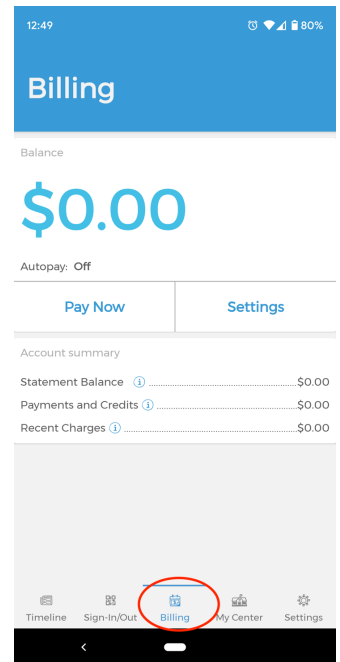 12:49 80%
Billing
Balance
$0.00
Autopay: Off
Pay Now Settings
Account summary
Statement Balance i $0.00
Payments and Credits i $0.00
Recent Charges i $0.00
Timeline Sign-In/Out Billing My Center Settings